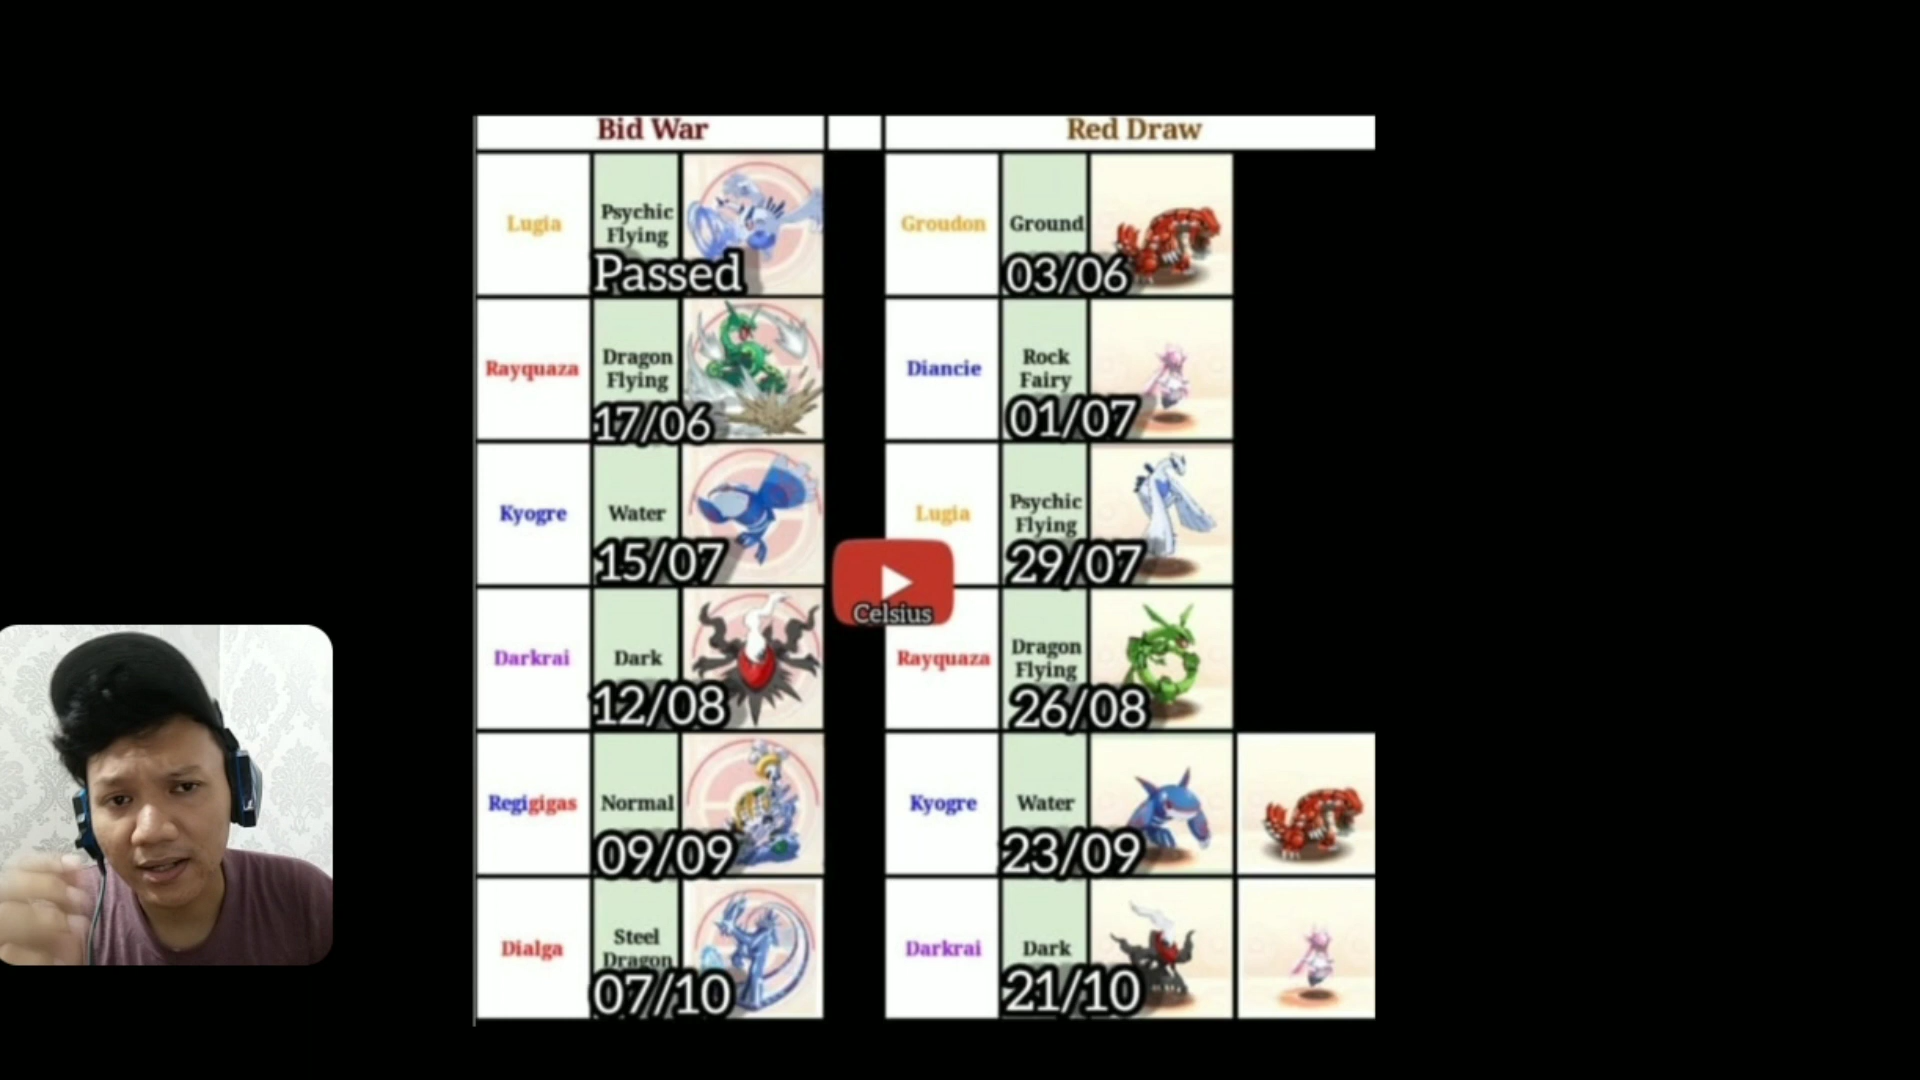 Bid War
Red Draw
Lugia
Psychic
Flying
Passed
Groudon
Ground
03/06
Rayquaza
Dragon
Flying
17/06
Diancie
Rock
Fairy
01/07
Kyogre
Water
15/07
Lugia
Psychic
Flying
29/07
Celsius
Darkrai
Dark
12/08
Rayquaza
Dragon
Flying
26/08
Regigigas
Normal
09/09
Kyogre
Water
23/09
Dialga
Steel
Dragon
07/10
Darkrai
Dark
21/10